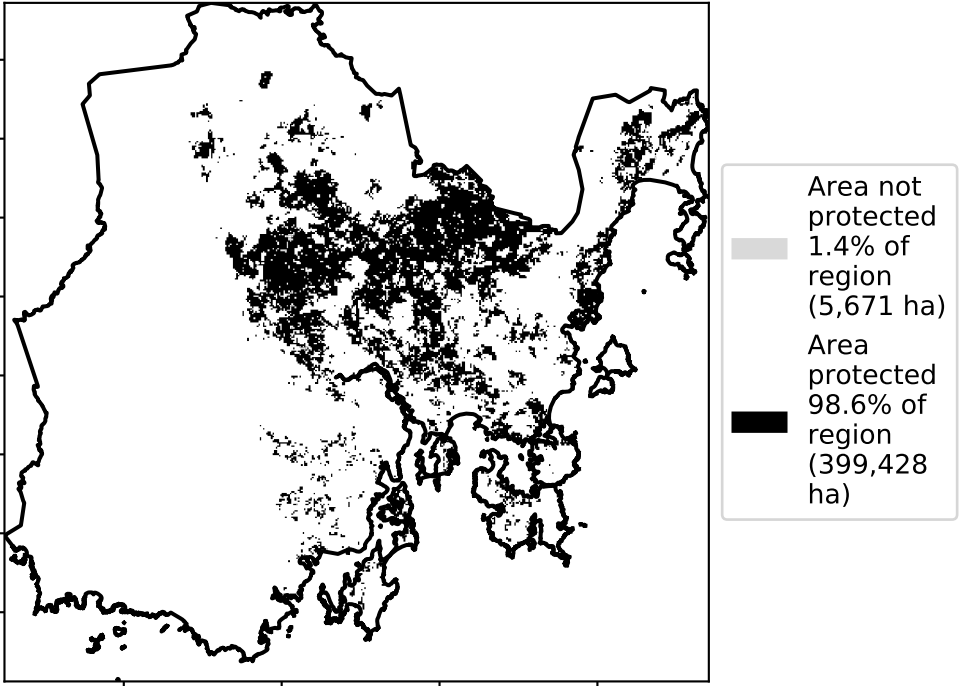 Area not
protected
1.4% of
region
(5,671 ha)
Area
protected
98.6% of
region
(399,428
ha)